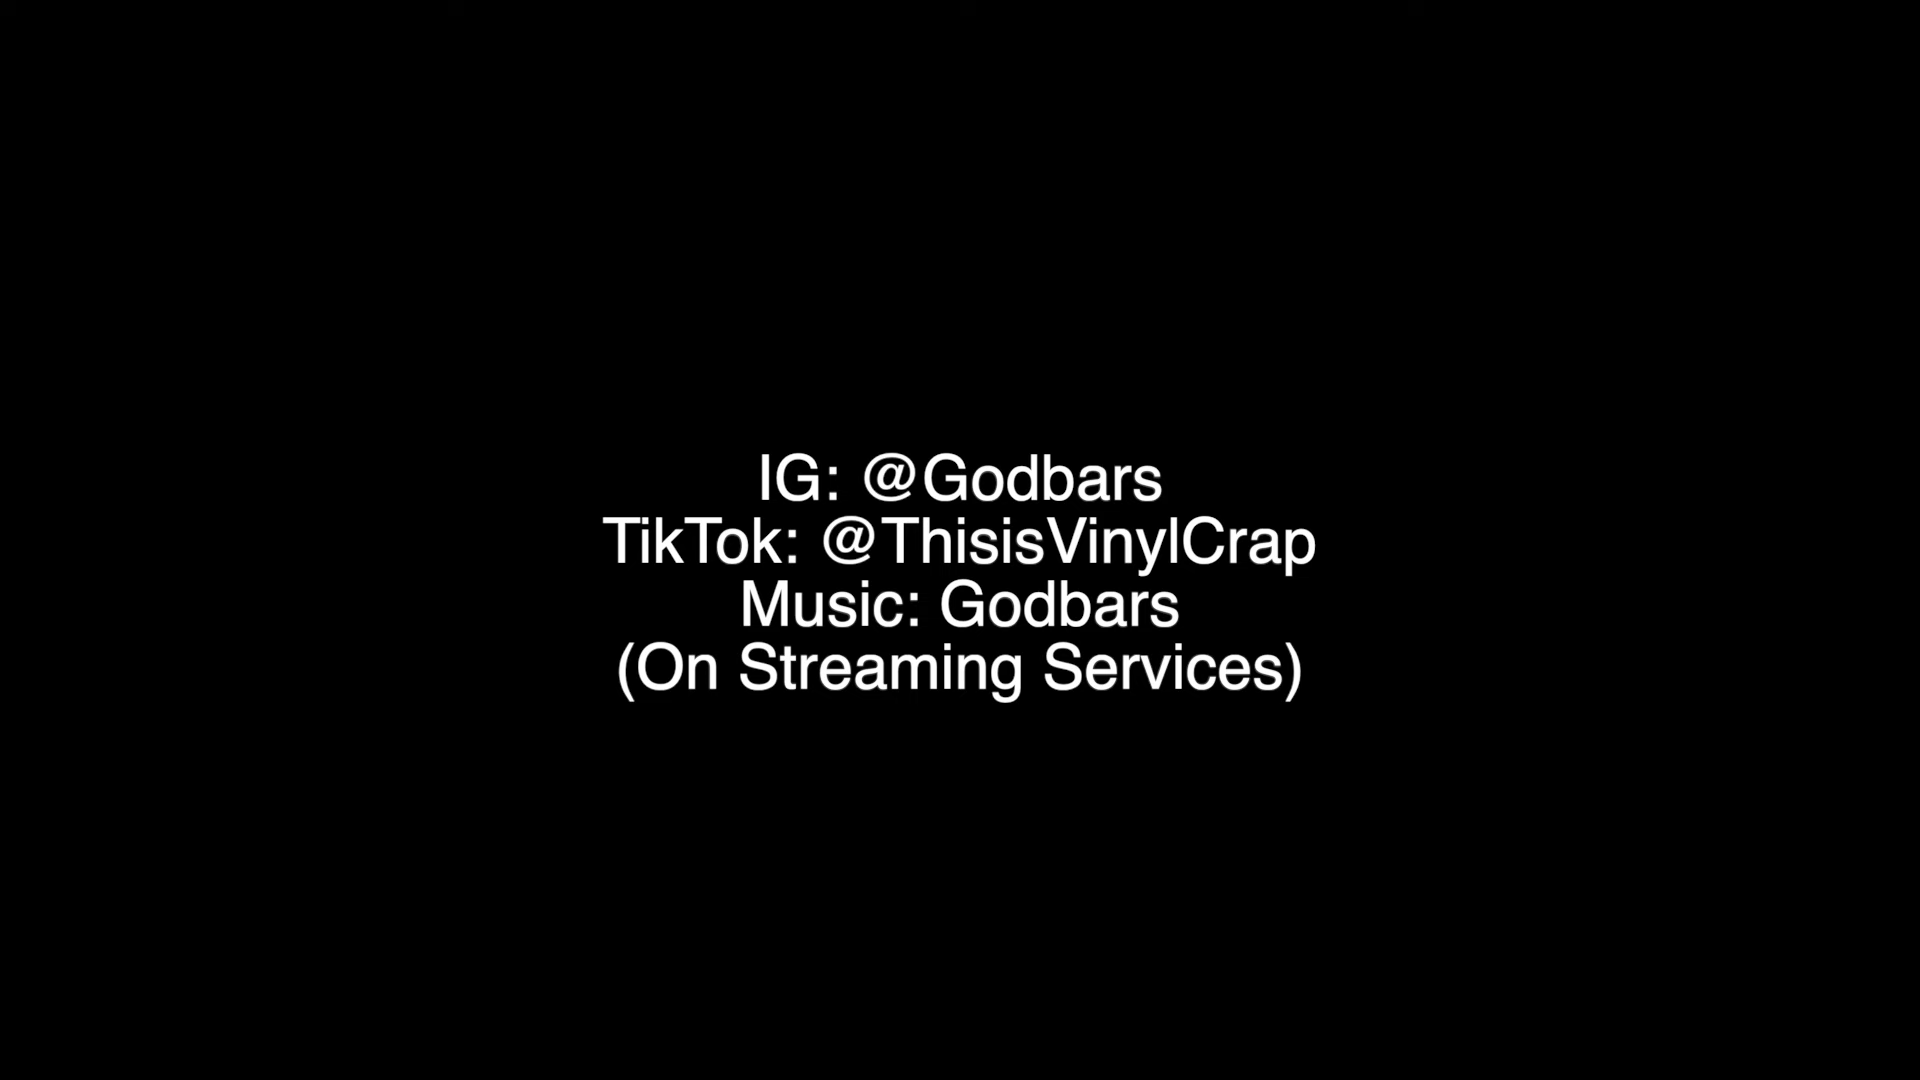 IG: @Godbars
TikTok: @ThisisVinylCrap
Music: Godbars
(On Streaming Services)